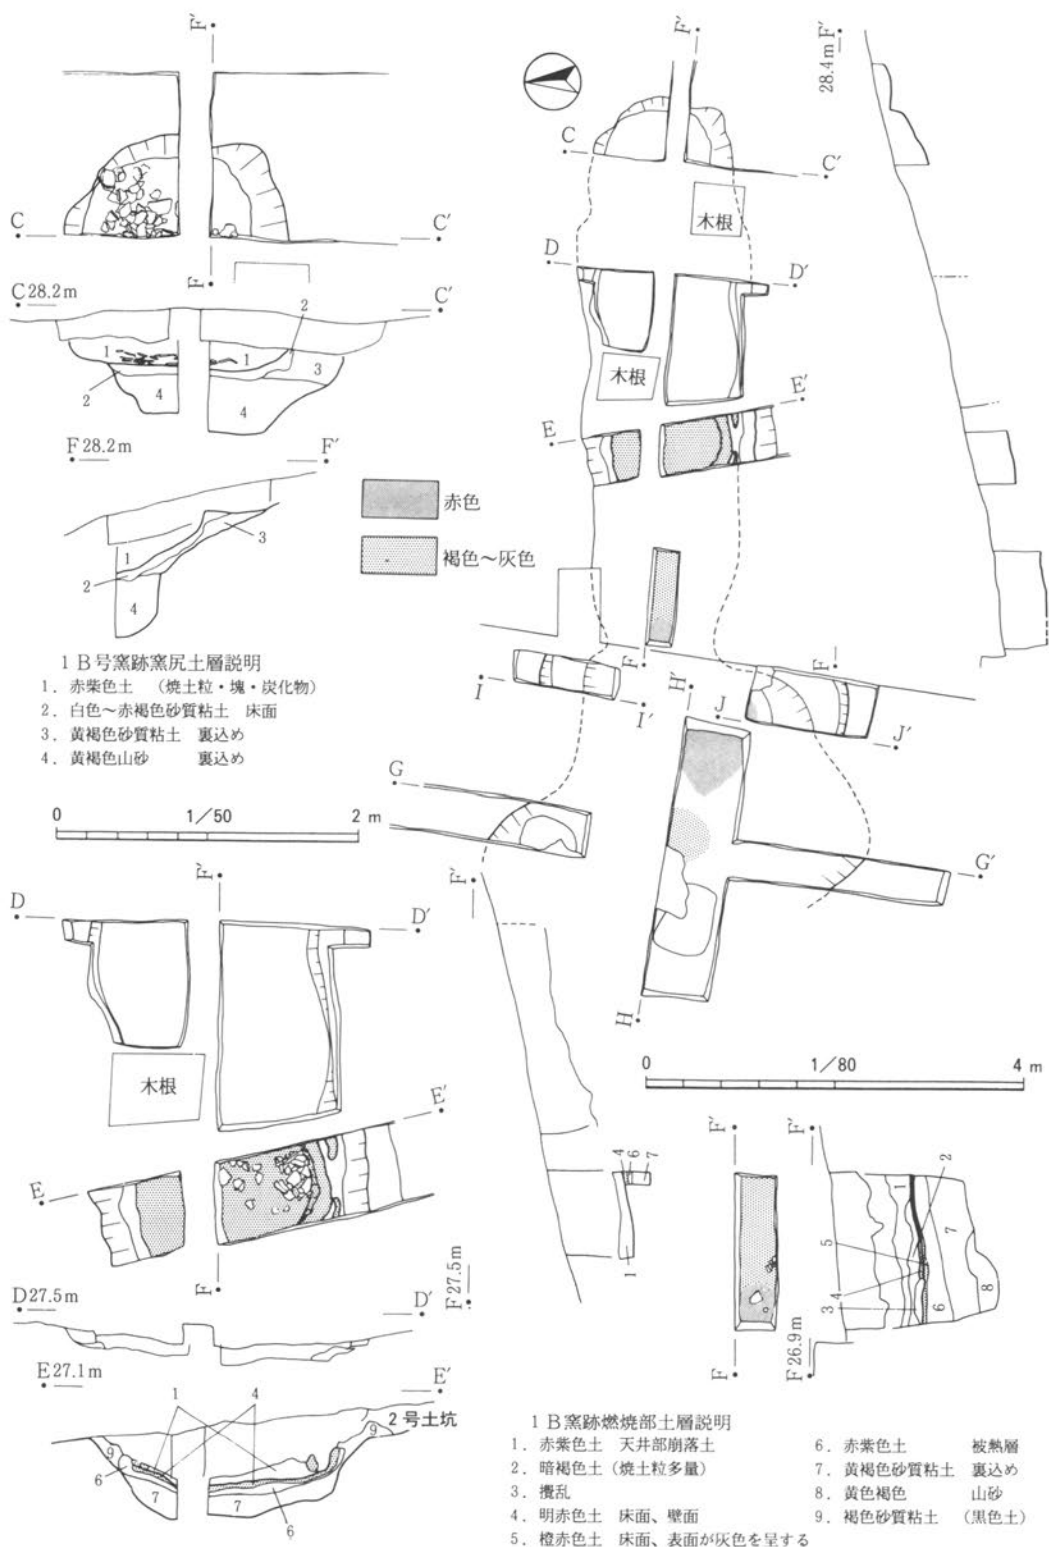 F'
F'
28.4m F'
C
C'
C
C'
木根
F
D
D'
C 28.2m
C'
2
1
1
3
2
4
4
木根
E'
E
F 28.2m
F'
赤色
3
褐色〜灰色
1
2
4
1B号窯跡窯尻土層説明
1. 赤紫色土 (焼土粒・塊・炭化物)
2. 白色〜赤褐色砂質粘土 床面
3. 黄褐色砂質粘土 裏込め
4. 黄褐色山砂 裏込め
F
F
I
I'
H'
J
J'
G
G'
0 1/50 2 m
F'
F'
D
D'
H
木根
0 1/80 4 m
E'
E
F
F 27.5m
4
6
7
1
F'
F'
1
2
5
7
4
3
6
8
F
F 26.9m
D 27.5m
D'
E 27.1m
E'
1
4
2号土坑
9
9
6
7
7
6
1B窯跡燃焼部土層説明
1. 赤紫色土 天井部崩落土
2. 暗褐色土(焼土粒多量)
3. 攪乱
4. 明赤色土 床面、壁面
5. 橙赤色土 床面、表面が灰色を呈する
6. 赤紫色土 被熱層
7. 黄褐色砂質粘土 裏込め
8. 黄色褐色 山砂
9. 褐色砂質粘土 (黒色土)